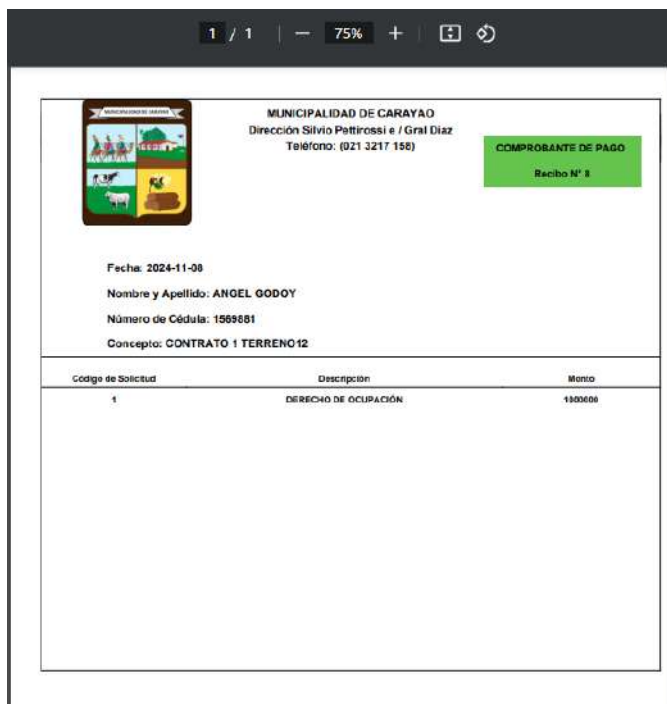 1 / 1
75%
MUNICIPALIDAD DE CARAYAO
Dirección Silvio Pettirossi e / Gral Diaz
Teléfono: (021 3217 158)
COMPROBANTE DE PAGO
Recibo N° 8
Fecha: 2024-11-08
Nombre y Apellido: ANGEL GODOY
Número de Cédula: 1569881
Concepto: CONTRATO 1 TERRENO12
Código de Solicitud Descripción Monto
1 DERECHO DE OCUPACIÓN 1000000